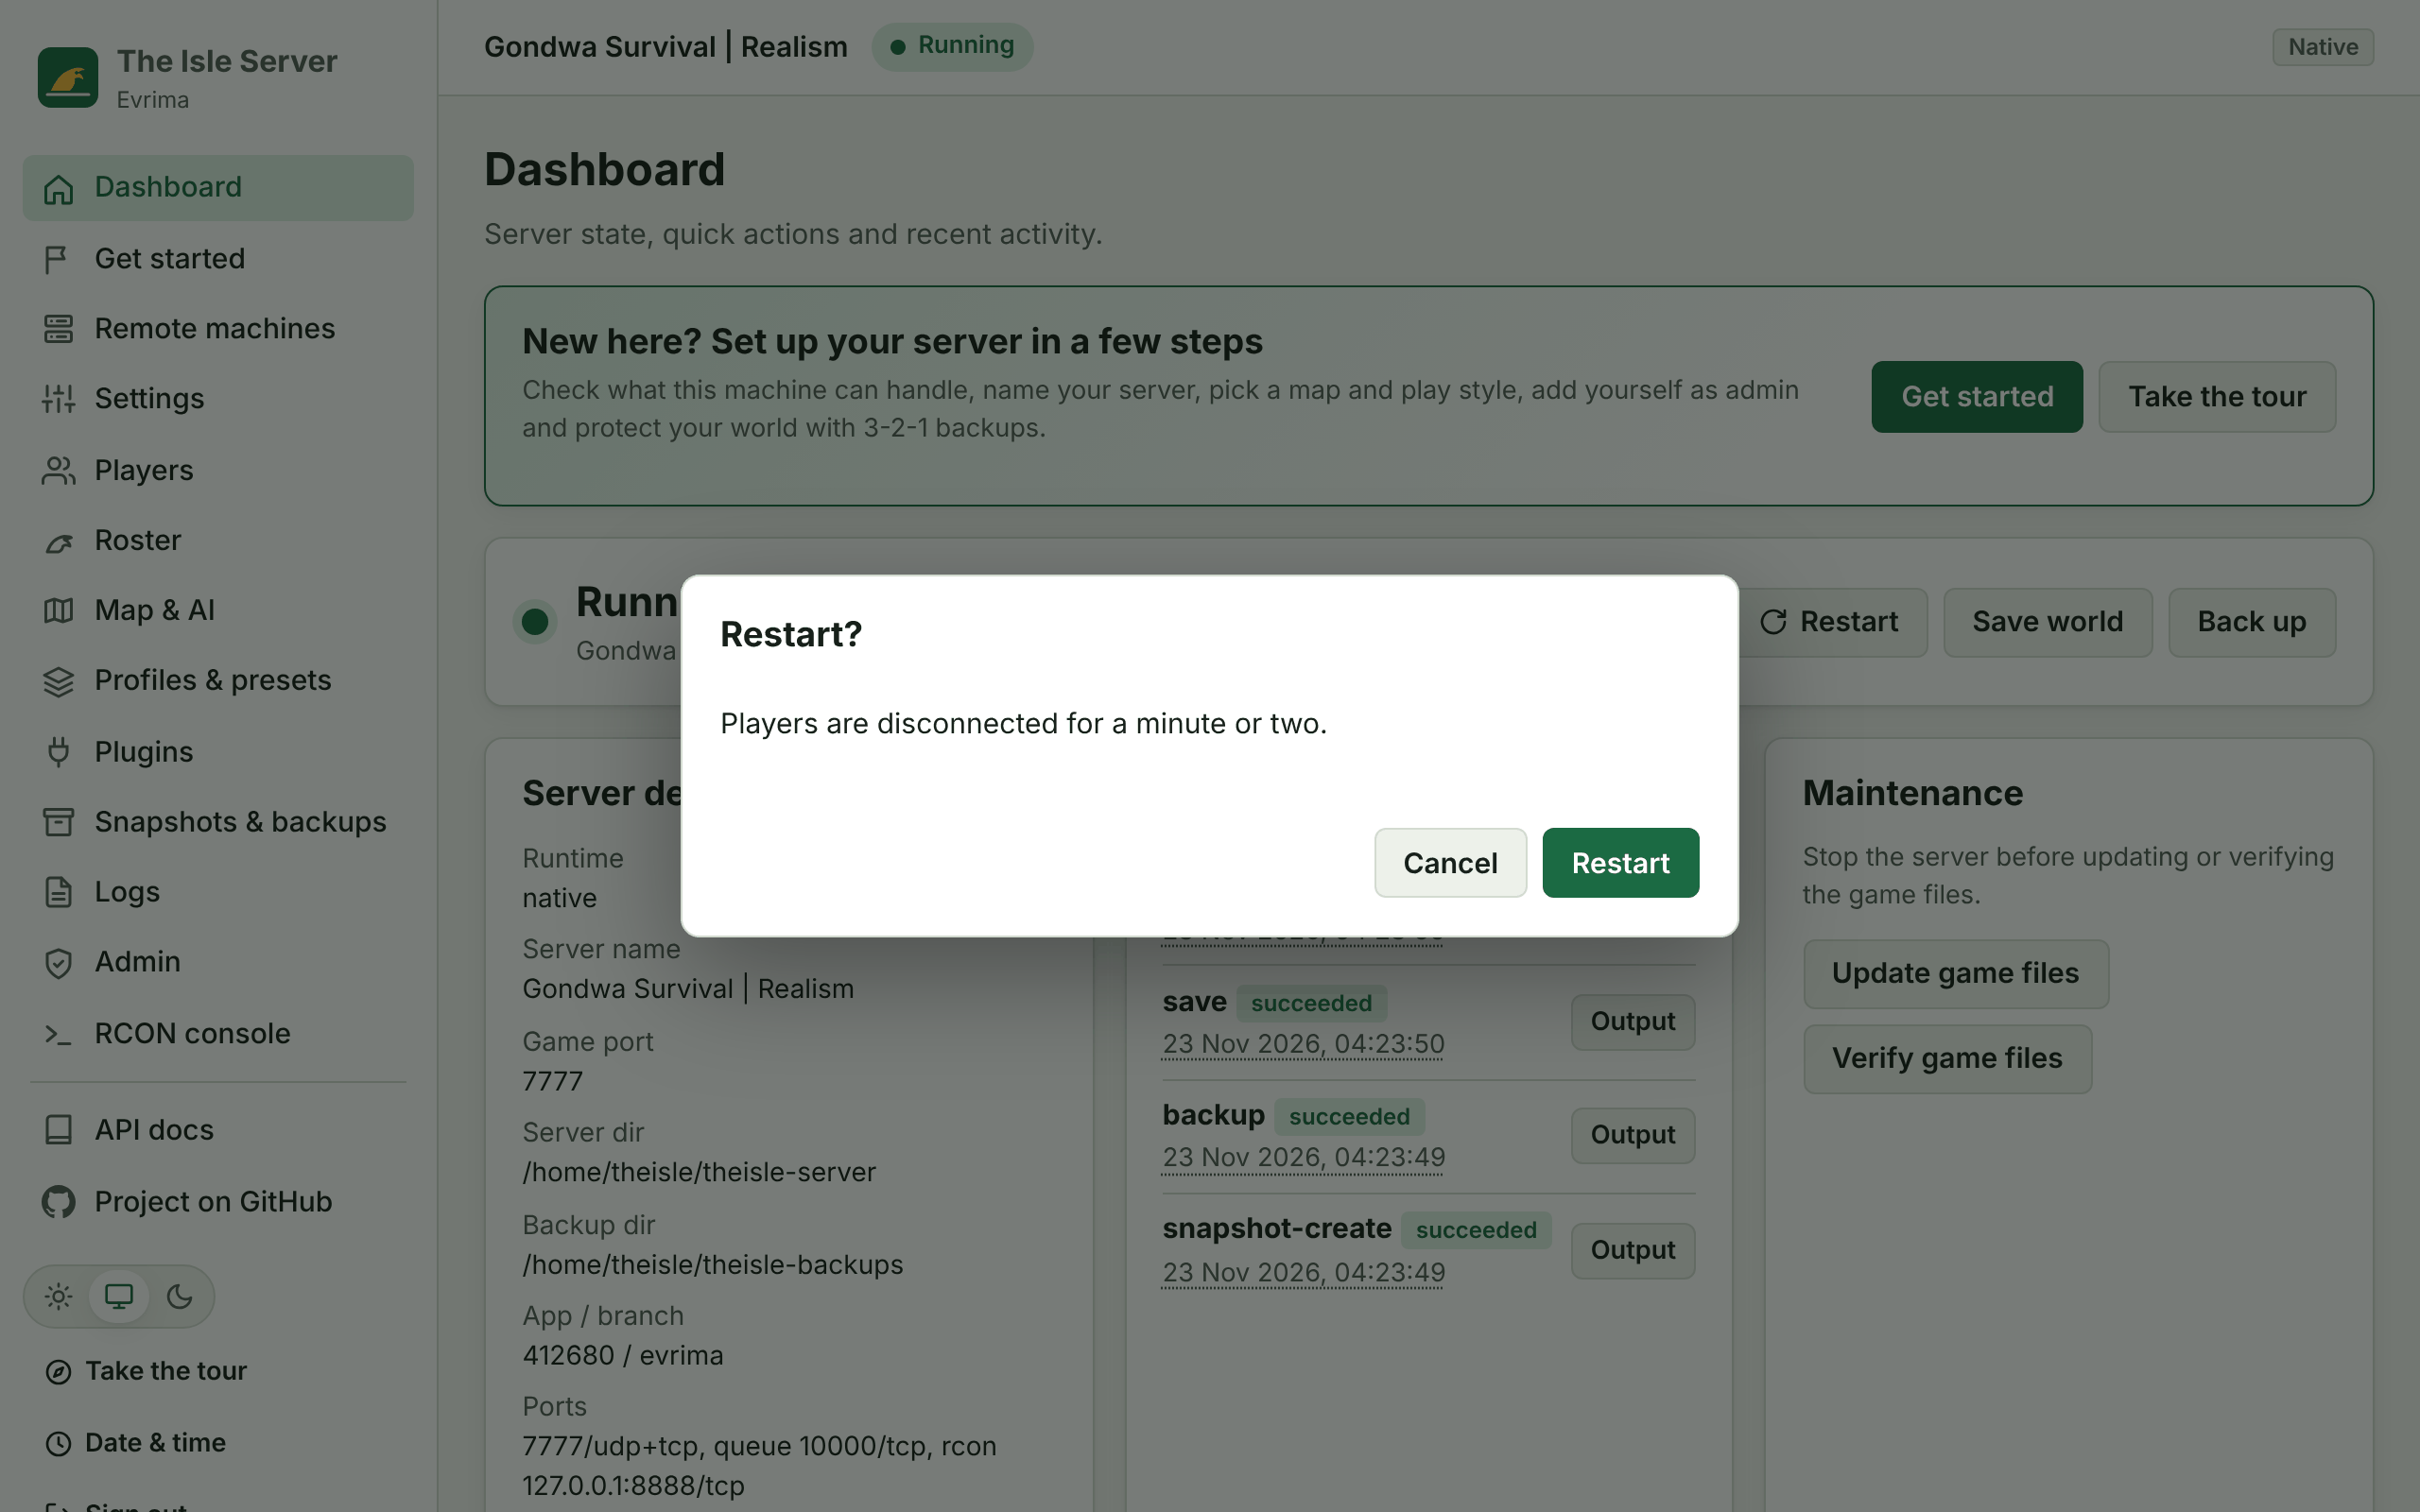 The Isle Server
Evrima
Dashboard
Get started
Remote machines
Settings
Players
Roster
Map & AI
Profiles & presets
Plugins
Snapshots & backups
Logs
Admin
RCON console
API docs
Project on GitHub
Take the tour
Date & time
Gondwa Survival | Realism
Running
Native
Dashboard
Server state, quick actions and recent activity.
New here? Set up your server in a few steps
Check what this machine can handle, name your server, pick a map and play style, add yourself as admin
and protect your world with 3-2-1 backups.
Get started
Take the tour
Gondwa
Restart
Save world
Back up
Restart?
Players are disconnected for a minute or two.
Cancel
Restart
Server
Runtime
native
Server name
Gondwa Survival | Realism
Game port
7777
Server dir
/home/theisle/theisle-server
Backup dir
/home/theisle/theisle-backups
App / branch
412680 / evrima
Ports
7777/udp+tcp, queue 10000/tcp, rcon
127.0.0.1:8888/tcp
save succeeded
23 Nov 2026, 04:23:50
Output
backup succeeded
23 Nov 2026, 04:23:49
Output
snapshot-create succeeded
23 Nov 2026, 04:23:49
Output
Maintenance
Stop the server before updating or verifying
the game files.
Update game files
Verify game files